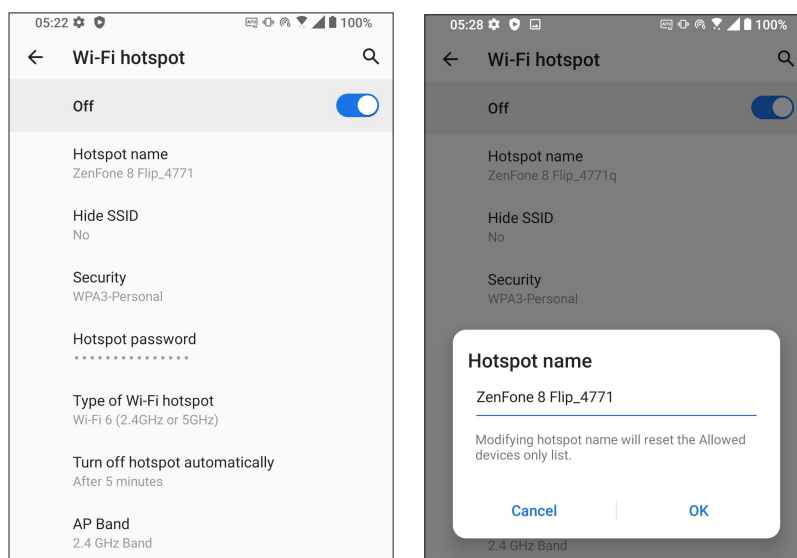 05:22
100%
Wi-Fi hotspot
Off
Hotspot name
ZenFone 8 Flip_4771
Hide SSID
No
Security
WPA3-Personal
Hotspot password
Type of Wi-Fi hotspot
Wi-Fi 6 (2.4GHz or 5GHz)
Turn off hotspot automatically
After 5 minutes
AP Band
2.4 GHz Band
05:28
100%
Wi-Fi hotspot
Off
Hotspot name
ZenFone 8 Flip_4771q
Hide SSID
No
Security
WPA3-Personal
Hotspot name
ZenFone 8 Flip_4771
Modifying hotspot name will reset the Allowed
devices only list.
Cancel OK
2.4 GHz Band